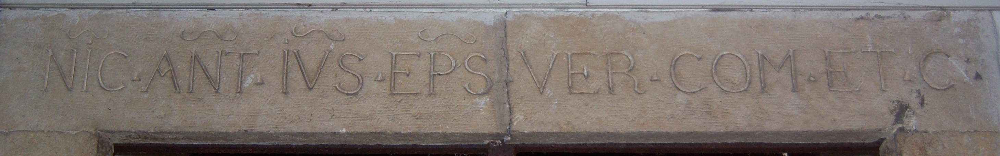 NIC · ANT · IVS · EPS VER · COM · ET · C ·